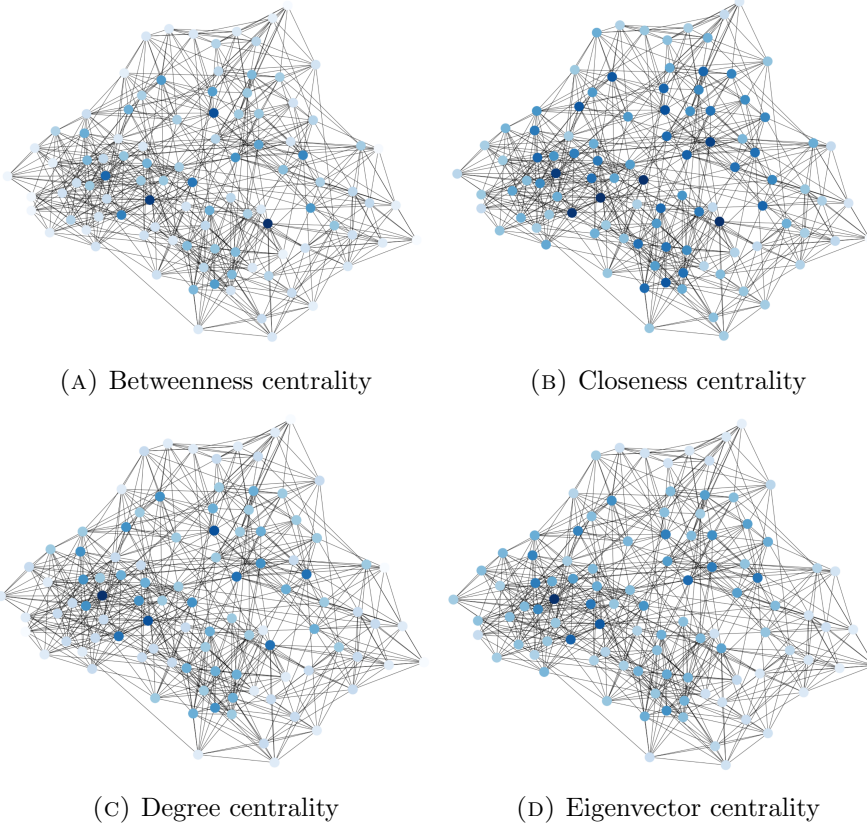 (A) Betweenness centrality
(B) Closeness centrality
(C) Degree centrality
(D) Eigenvector centrality